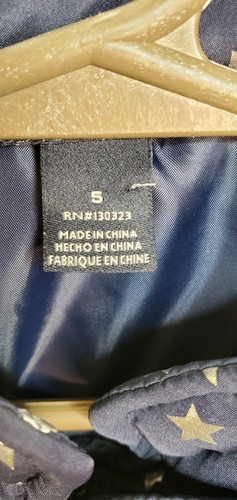 5
RN#130323
MADE IN CHINA
HECHO EN CHINA
FABRIQUE EN CHINE